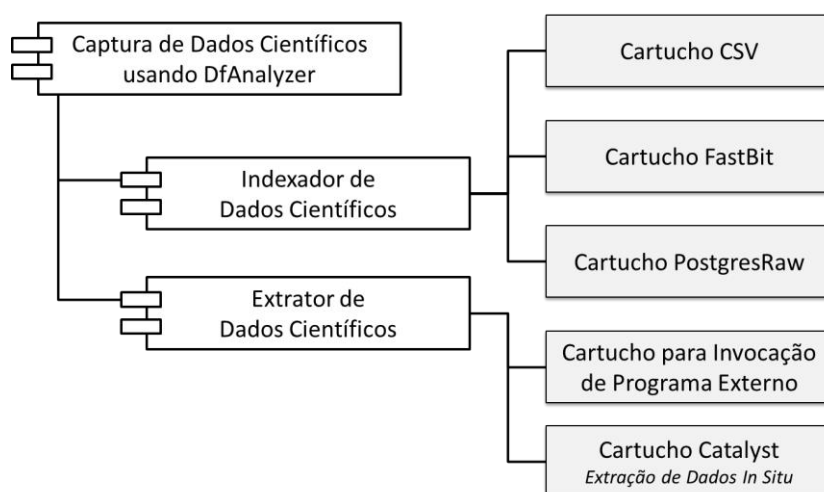 Captura de Dados Científicos
usando DfAnalyzer
Indexador de
Dados Científicos
Extrator de
Dados Científicos
Cartucho CSV
Cartucho FastBit
Cartucho PostgresRaw
Cartucho para Invocação
de Programa Externo
Cartucho Catalyst
Extração de Dados In Situ